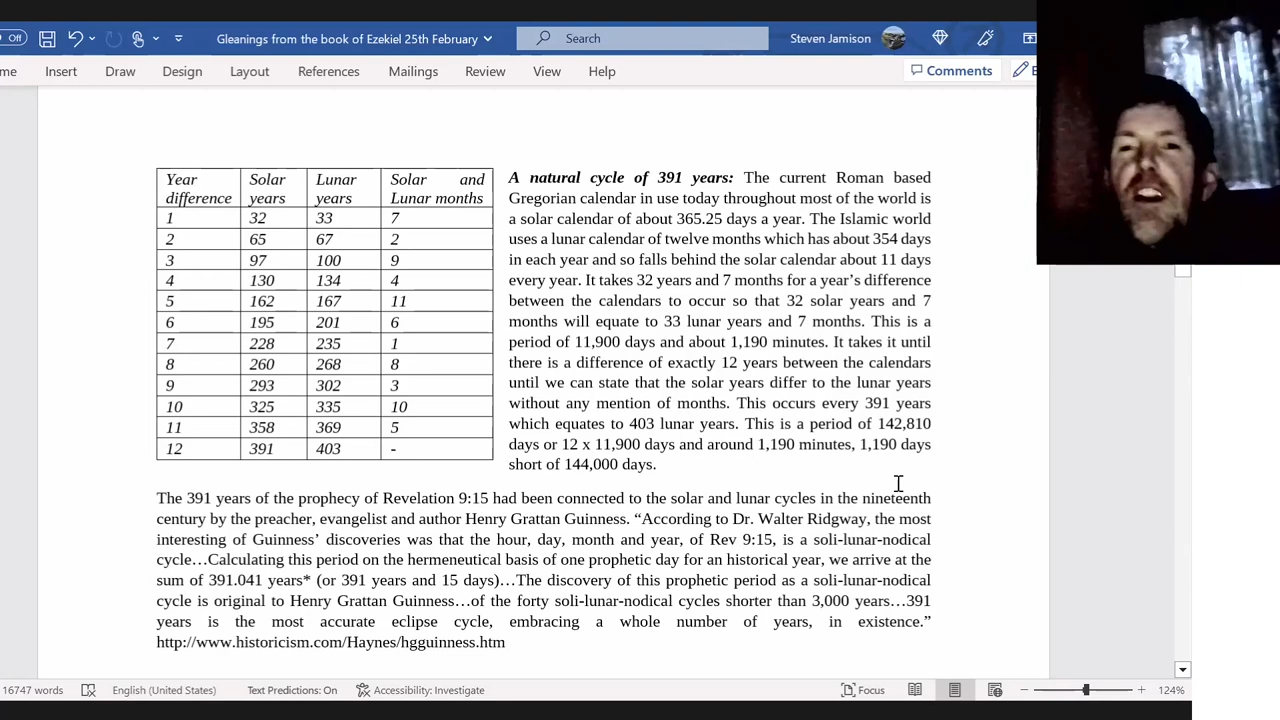 Off
Gleanings from the book of Ezekiel 25th February
Search
Steven Jamison
me Insert Draw Design Layout References Mailings Review View Help Comments E
Year difference Solar years Lunar years Solar and Lunar months
1 32 33 7
2 65 67 2
3 97 100 9
4 130 134 4
5 162 167 11
6 195 201 6
7 228 235 1
8 260 268 8
9 293 302 3
10 325 335 10
11 358 369 5
12 391 403 -
A natural cycle of 391 years: The current Roman based
Gregorian calendar in use today throughout most of the world is
a solar calendar of about 365.25 days a year. The Islamic world
uses a lunar calendar of twelve months which has about 354 days
in each year and so falls behind the solar calendar about 11 days
every year. It takes 32 years and 7 months for a year's difference
between the calendars to occur so that 32 solar years and 7
months will equate to 33 lunar years and 7 months. This is a
period of 11,900 days and about 1,190 minutes. It takes it until
there is a difference of exactly 12 years between the calendars
until we can state that the solar years differ to the lunar years
without any mention of months. This occurs every 391 years
which equates to 403 lunar years. This is a period of 142,810
days or 12 x 11,900 days and around 1,190 minutes, 1,190 days
short of 144,000 days.
The 391 years of the prophecy of Revelation 9:15 had been connected to the solar and lunar cycles in the nineteenth
century by the preacher, evangelist and author Henry Grattan Guinness. “According to Dr. Walter Ridgway, the most
interesting of Guinness’ discoveries was that the hour, day, month and year, of Rev 9:15, is a soli-lunar-nodical
cycle…Calculating this period on the hermeneutical basis of one prophetic day for an historical year, we arrive at the
sum of 391.041 years* (or 391 years and 15 days)…The discovery of this prophetic period as a soli-lunar-nodical
cycle is original to Henry Grattan Guinness…of the forty soli-lunar-nodical cycles shorter than 3,000 years…391
years is the most accurate eclipse cycle, embracing a whole number of years, in existence.”
http://www.historicism.com/Haynes/hgguinness.htm
16747 words English (United States) Text Predictions: On Accessibility: Investigate Focus 124%